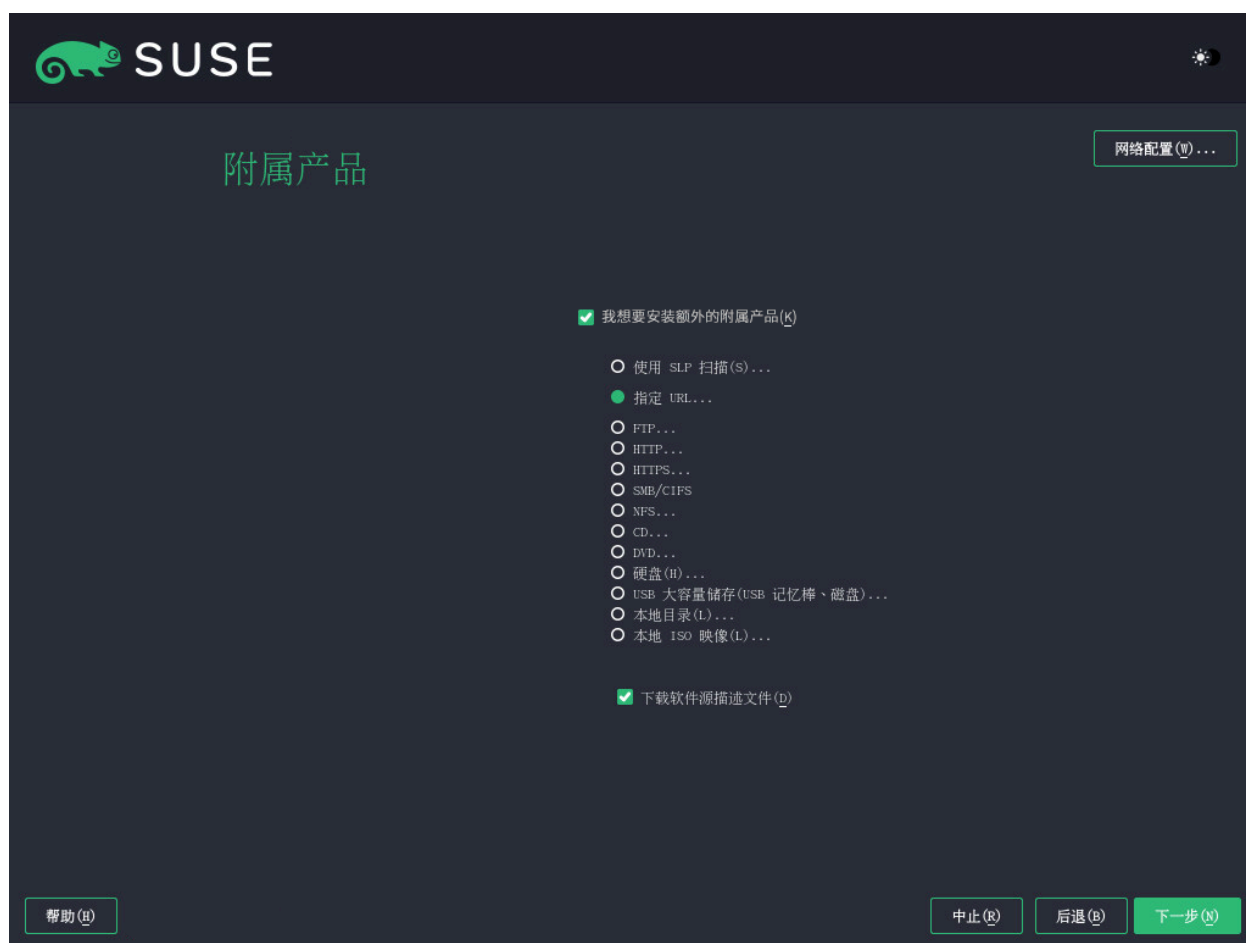 SUSE
附属产品
网络配置(W)...
我想要安装额外的附属产品(K)
使用 SLP 扫描(S)...
指定 URL...
FTP...
HTTP...
HTTPS...
SMB/CIFS
NFS...
CD...
DVD...
硬盘(H)...
USB 大容量储存(USB 记忆棒、磁盘)...
本地目录(L)...
本地 ISO 映像(L)...
下载软件源描述文件(D)
帮助(H)
中止(R)
后退(B)
下一步(N)